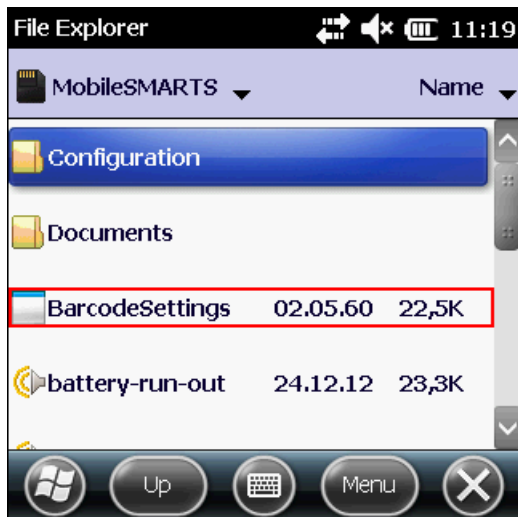 File Explorer 11:19
MobileSMARTS Name
Configuration
Documents
BarcodeSettings 02.05.60 22,5K
battery-run-out 24.12.12 23,3K
Up Menu